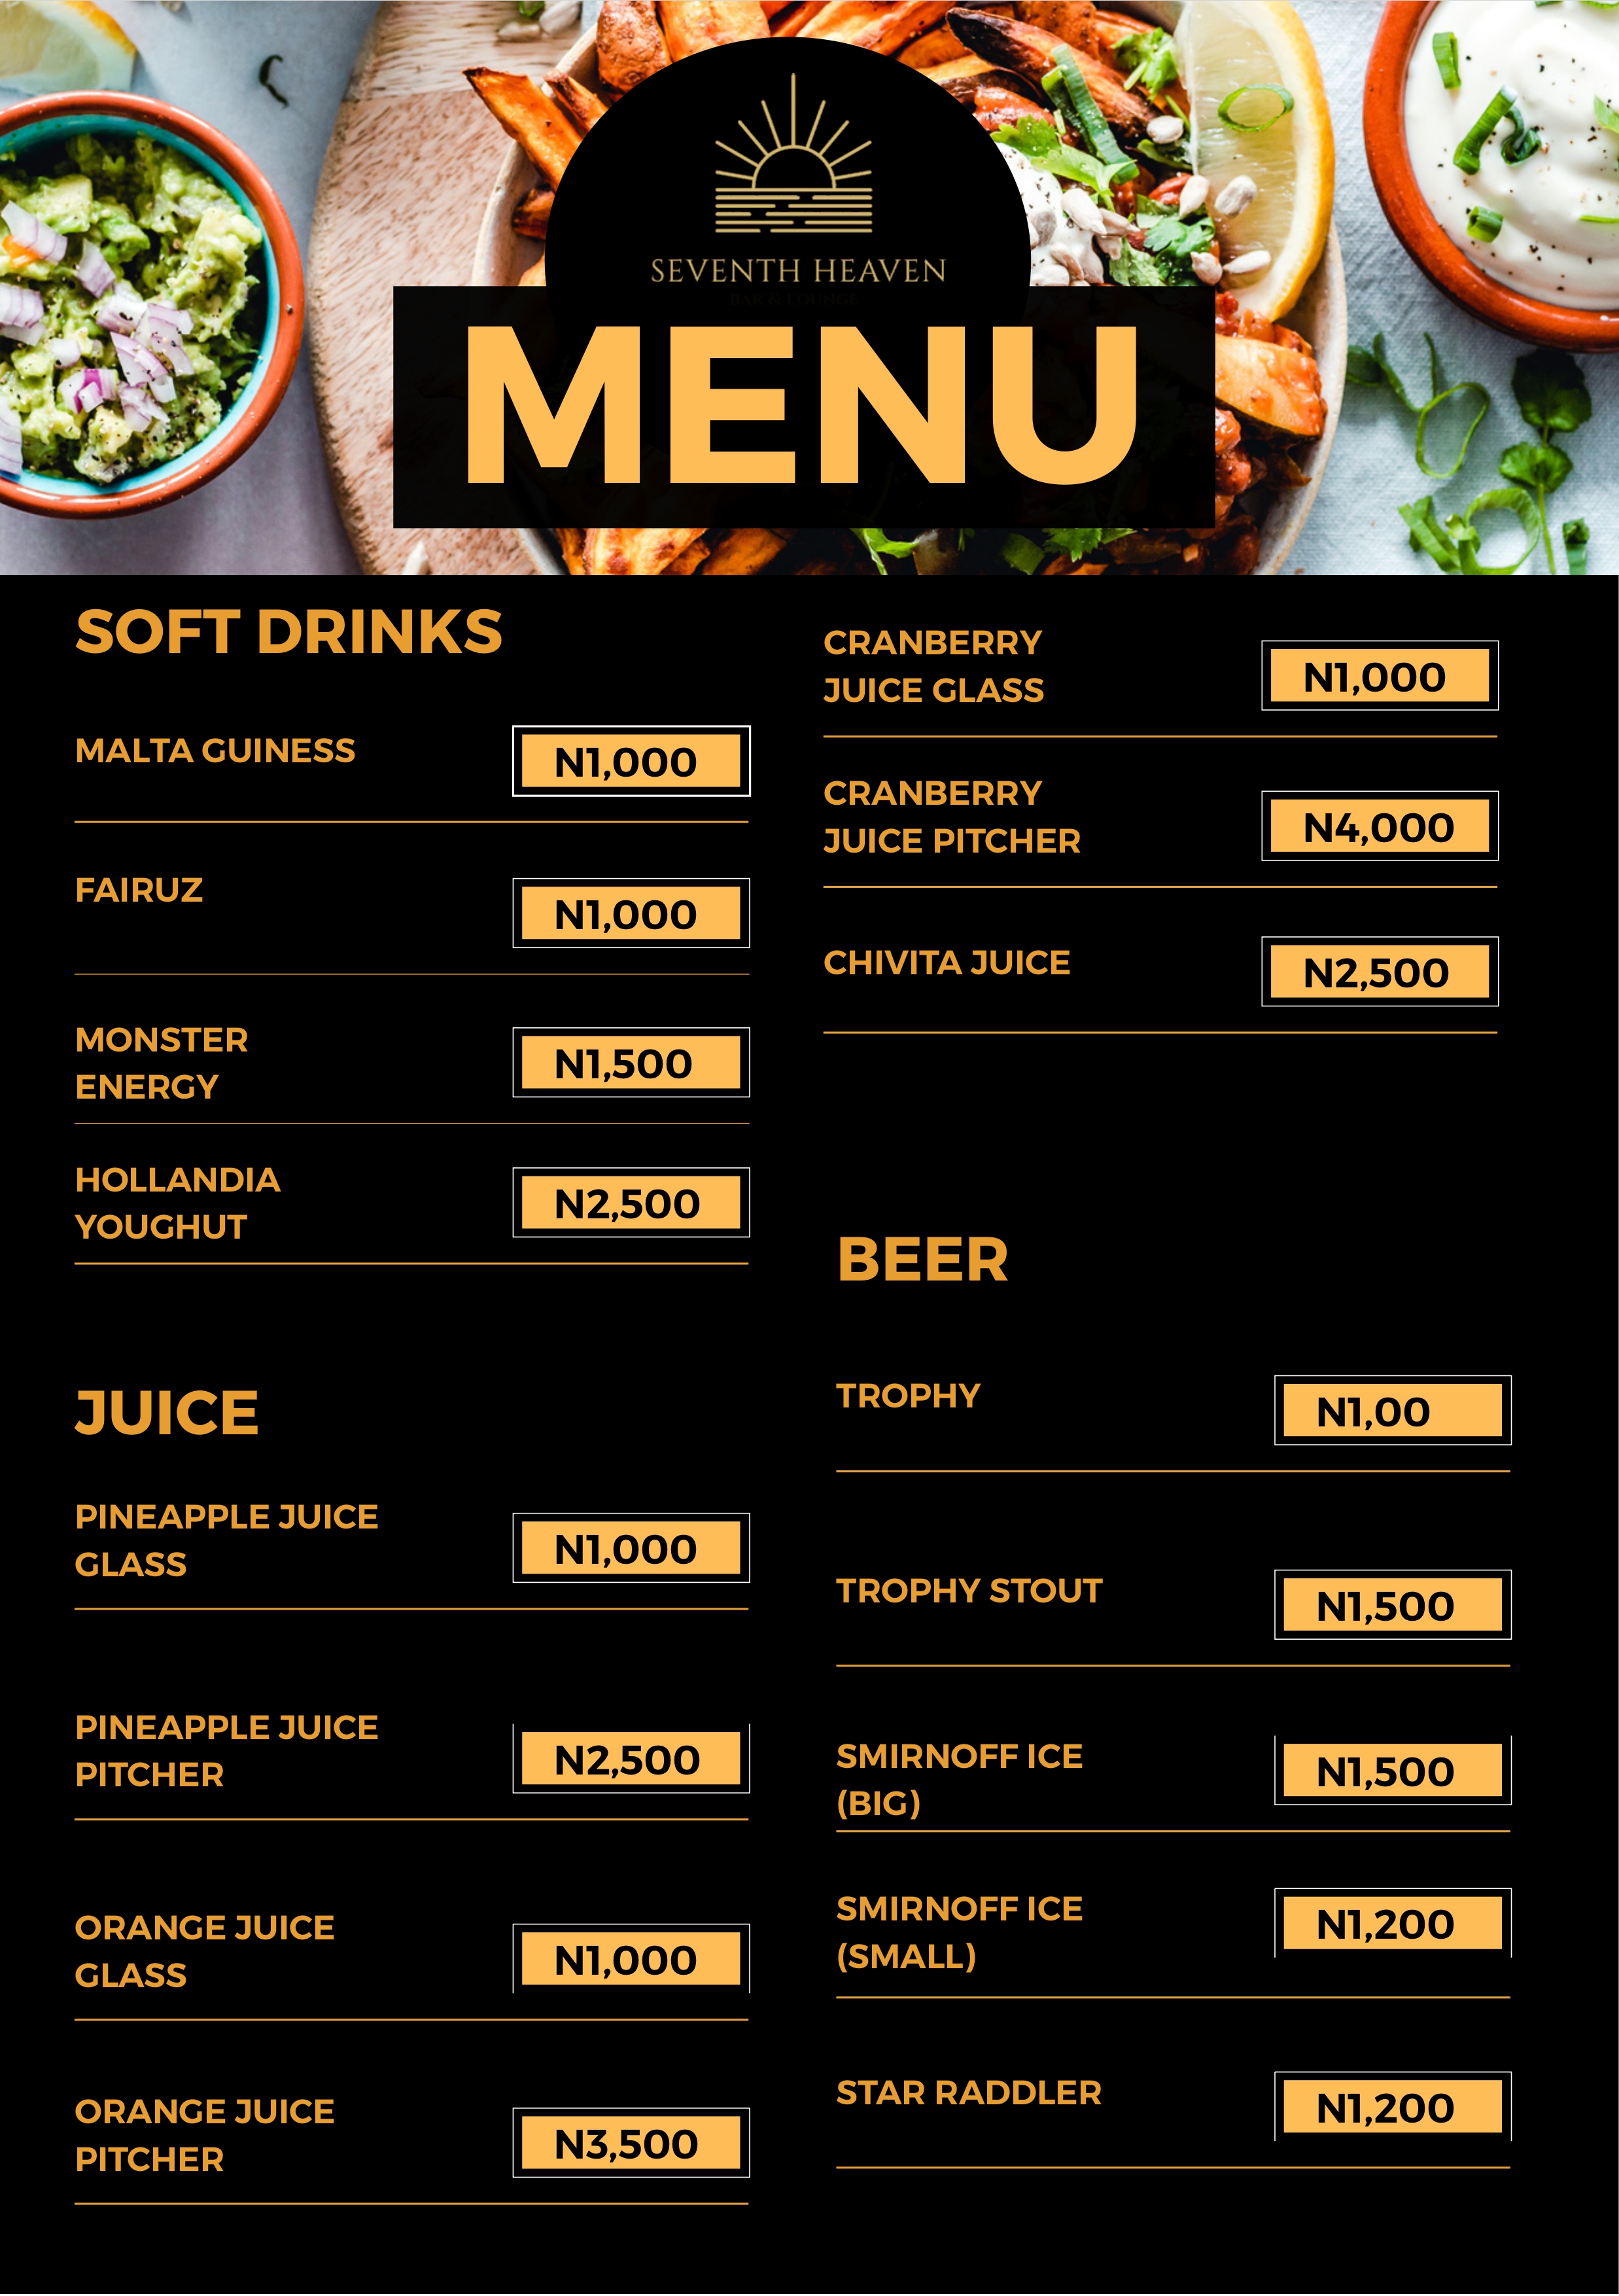 SEVENTH HEAVEN
BAR & LOUNGE
MENU
SOFT DRINKS
MALTA GUINESS
N1,000
FAIRUZ
N1,000
MONSTER
ENERGY
N1,500
HOLLANDIA
YOUGHUT
N2,500
JUICE
PINEAPPLE JUICE
GLASS
N1,000
PINEAPPLE JUICE
PITCHER
N2,500
ORANGE JUICE
GLASS
N1,000
ORANGE JUICE
PITCHER
N3,500
CRANBERRY
JUICE GLASS
N1,000
CRANBERRY
JUICE PITCHER
N4,000
CHIVITA JUICE
N2,500
BEER
TROPHY
N1,00
TROPHY STOUT
N1,500
SMIRNOFF ICE
(BIG)
N1,500
SMIRNOFF ICE
(SMALL)
N1,200
STAR RADDLER
N1,200